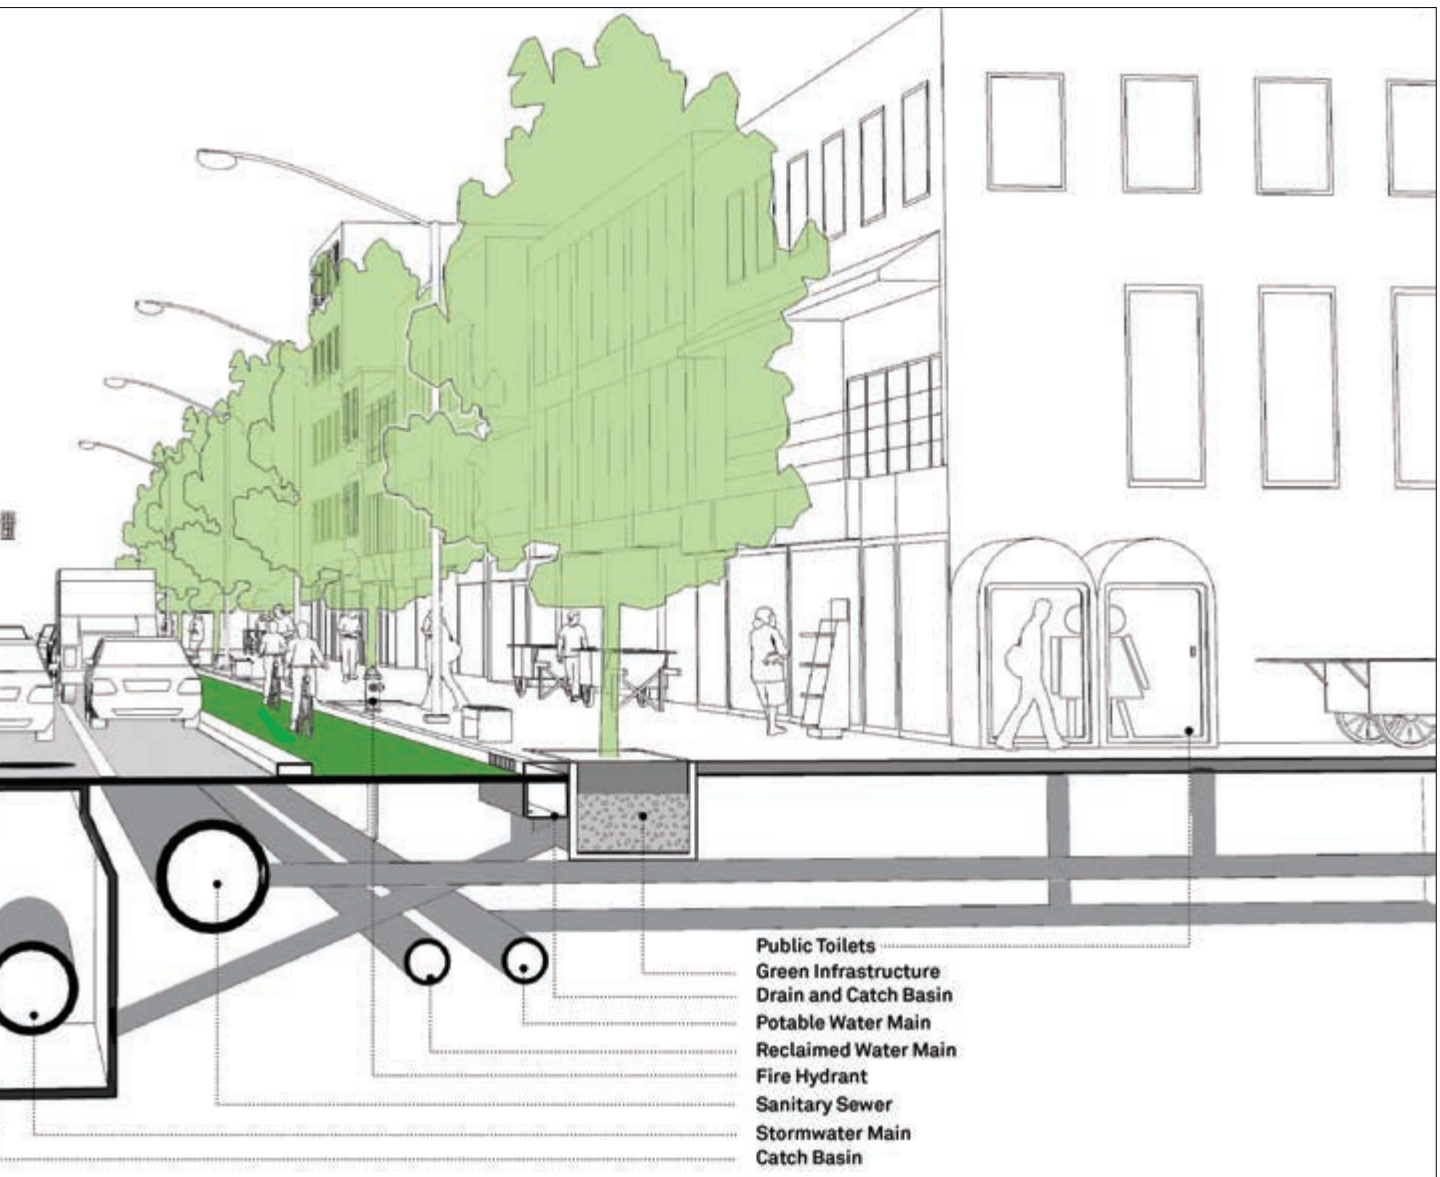 Public Toilets
Green Infrastructure
Drain and Catch Basin
Potable Water Main
Reclaimed Water Main
Fire Hydrant
Sanitary Sewer
Stormwater Main
Catch Basin